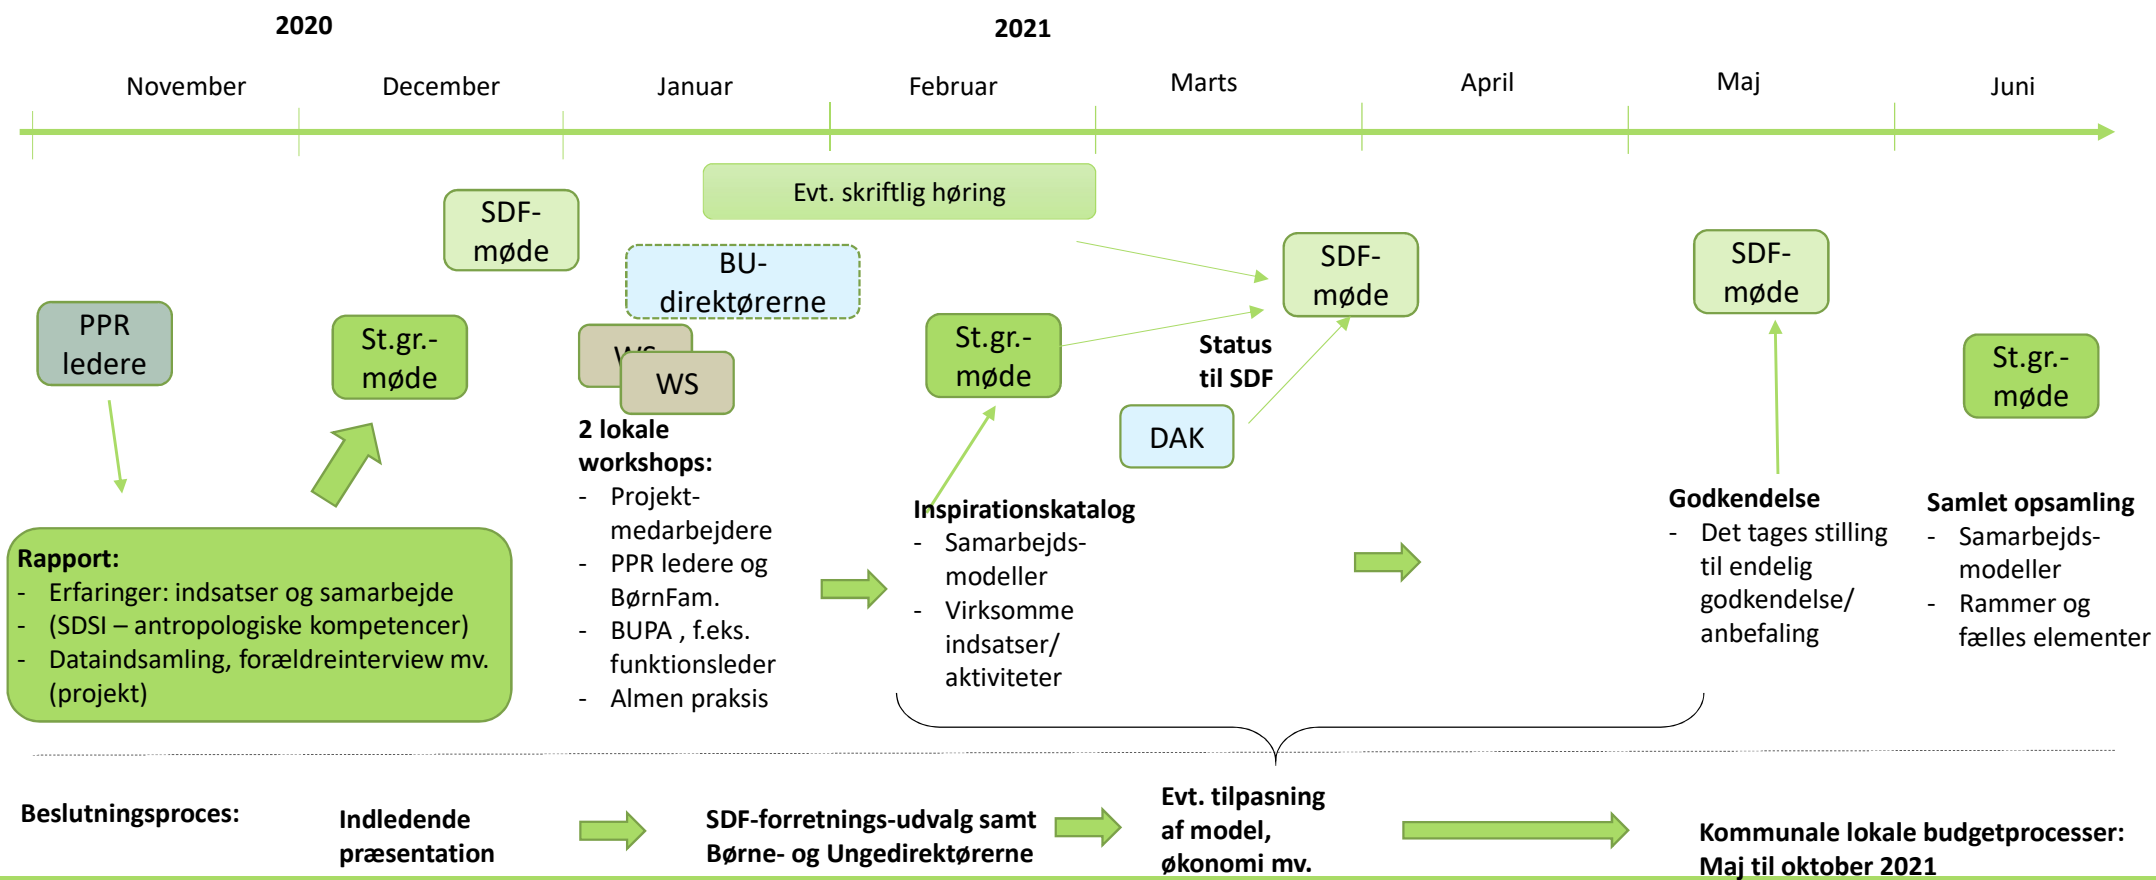 2020
2021
November
December
Januar
Februar
Marts
April
Maj
Juni
Evt. skriftlig høring
SDF-
møde
BU-
direktørerne
SDF-
møde
SDF-
møde
PPR
ledere
St.gr.-
møde
WS
WS
St.gr.-
møde
Status
til SDF
DAK
St.gr.-
møde
2 lokale
workshops:
- Projekt-
medarbejdere
- PPR ledere og
BørnFam.
- BUPA , f.eks.
funktionsleder
- Almen praksis
Rapport:
- Erfaringer: indsatser og samarbejde
- (SDSI – antropologiske kompetencer)
- Dataindsamling, forældreinterview mv.
(projekt)
Inspirationskatalog
- Samarbejds-
modeller
- Virksomme
indsatser/
aktiviteter
Godkendelse
- Det tages stilling
til endelig
godkendelse/
anbefaling
Samlet opsamling
- Samarbejds-
modeller
- Rammer og
fælles elementer
Beslutningsproces:
Indledende
præsentation
SDF-forretnings-udvalg samt
Børne- og Ungedirektørerne
Evt. tilpasning
af model,
økonomi mv.
Kommunale lokale budgetprocesser:
Maj til oktober 2021